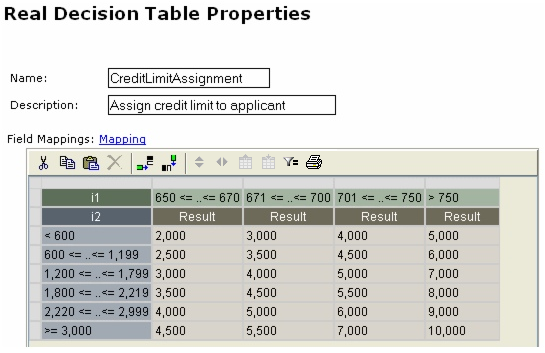 Real Decision Table Properties
Name: CreditLimitAssignment
Description: Assign credit limit to applicant
Field Mappings: Mapping
i1 650 <= ..<= 670 671 <= ..<= 700 701 <= ..<= 750 > 750
i2 Result Result Result Result
< 600 2,000 3,000 4,000 5,000
600 <= ..<= 1,199 2,500 3,500 4,500 6,000
1,200 <= ..<= 1,799 3,000 4,000 5,000 7,000
1,800 <= ..<= 2,219 3,500 4,500 5,500 8,000
2,220 <= ..<= 2,999 4,000 5,000 6,000 9,000
>= 3,000 4,500 5,500 7,000 10,000